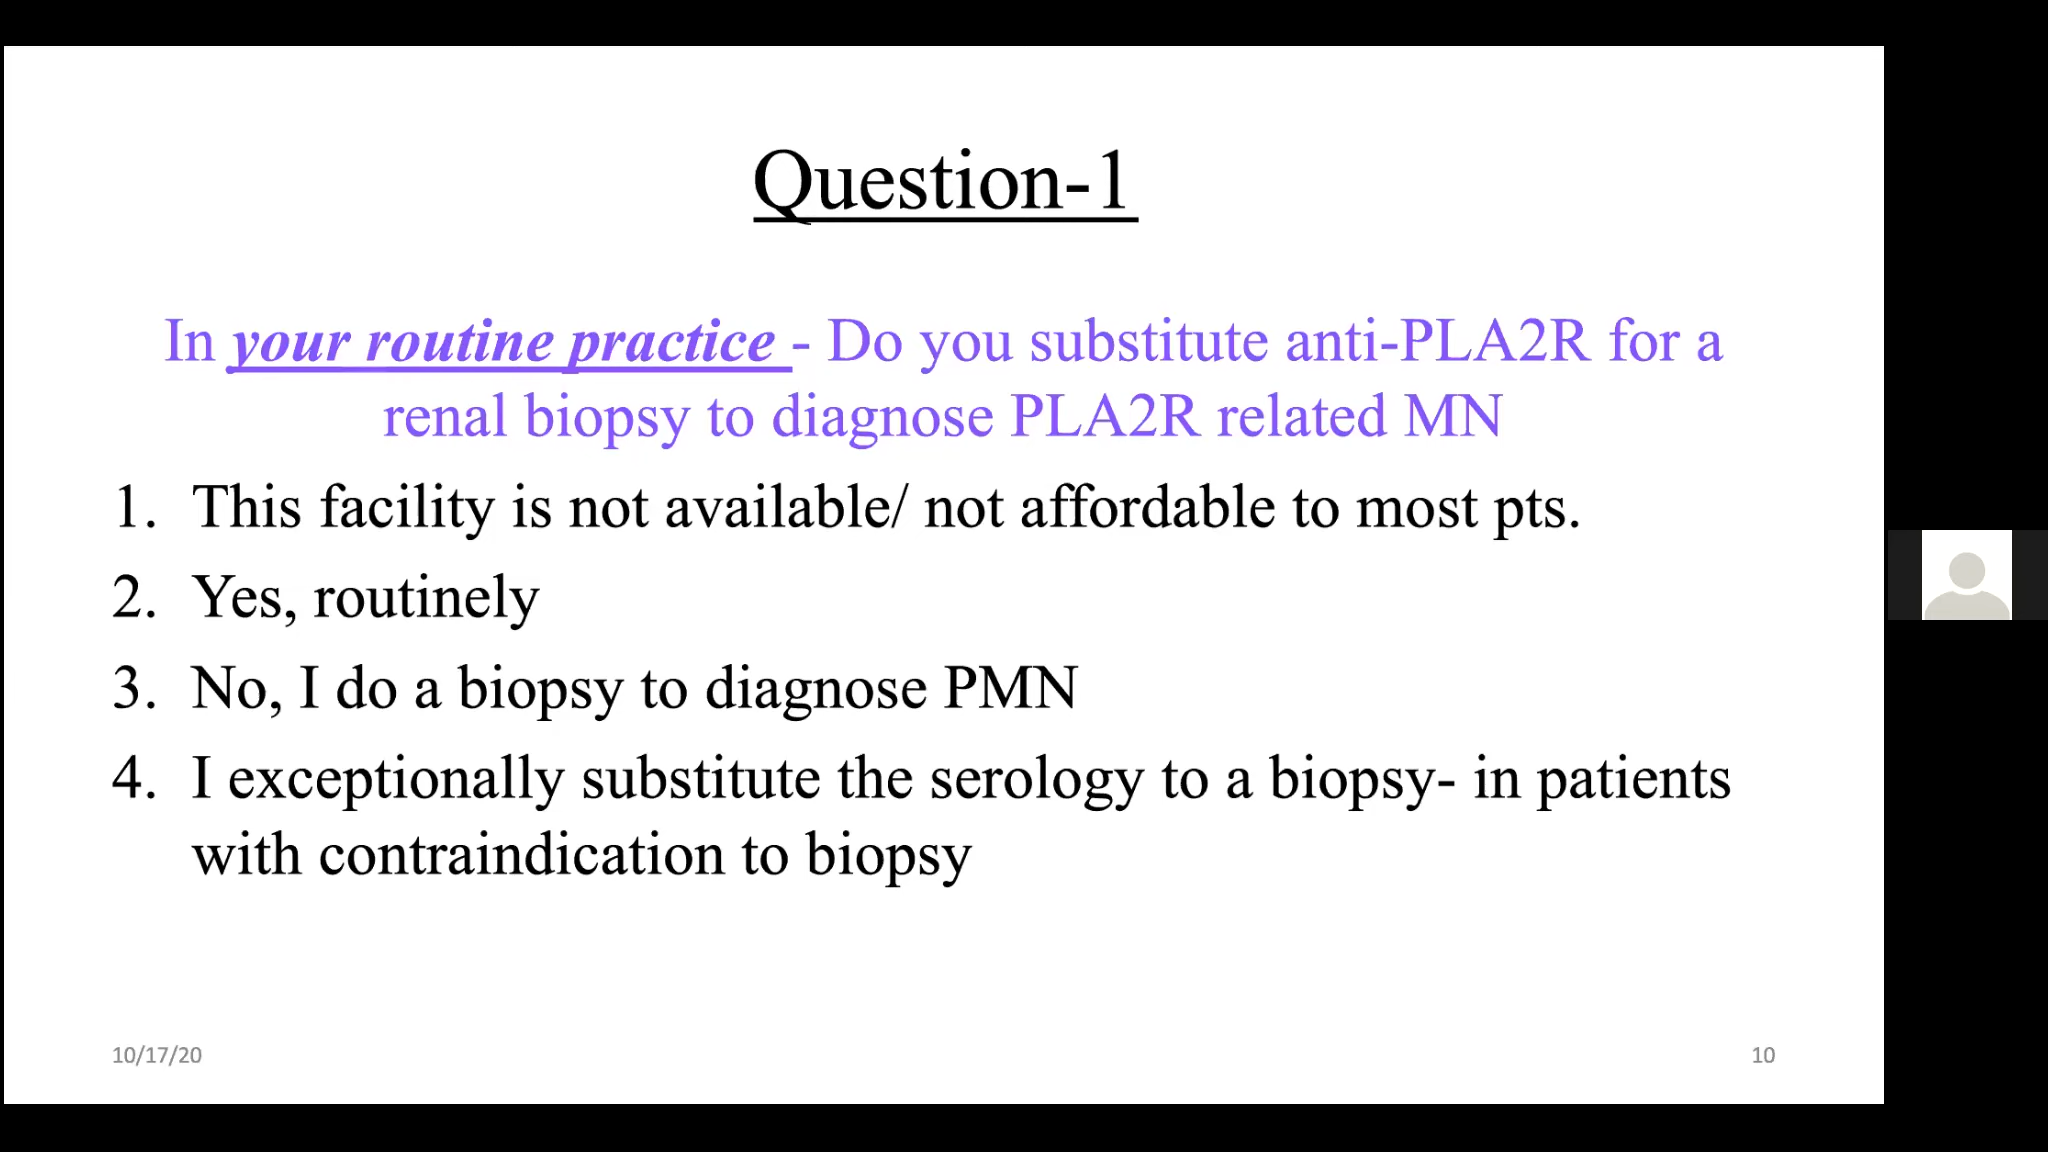 Question-1
In your routine practice - Do you substitute anti-PLA2R for a
renal biopsy to diagnose PLA2R related MN
1. This facility is not available/ not affordable to most pts.
2. Yes, routinely
3. No, I do a biopsy to diagnose PMN
4. I exceptionally substitute the serology to a biopsy- in patients
with contraindication to biopsy
10/17/20
10